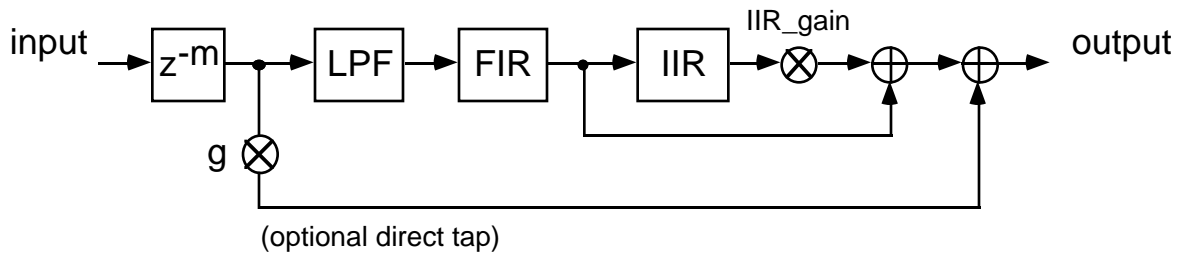 IIR_gain
input
z-m
LPF
FIR
IIR
output
g
(optional direct tap)